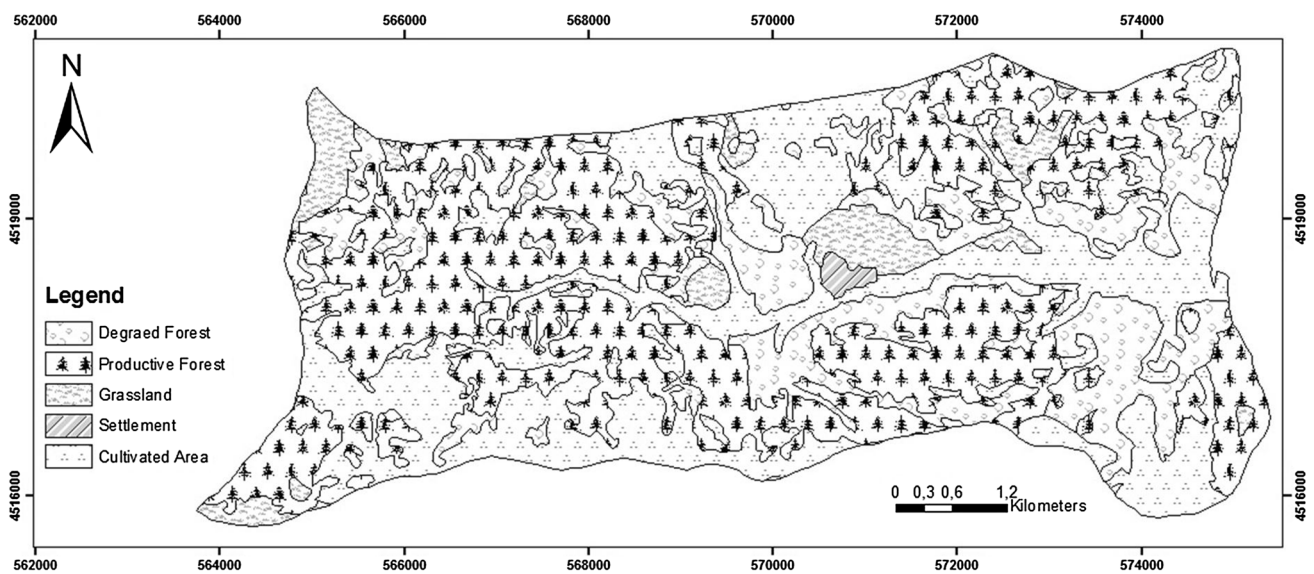 562000 564000 566000 568000 570000 572000 574000
N
4519000 4519000
Legend
Degraed Forest
Productive Forest
Grassland
Settlement
Cultivated Area
4516000 4516000
0 0,3 0,6 1,2
Kilometers
562000 564000 566000 568000 570000 572000 574000